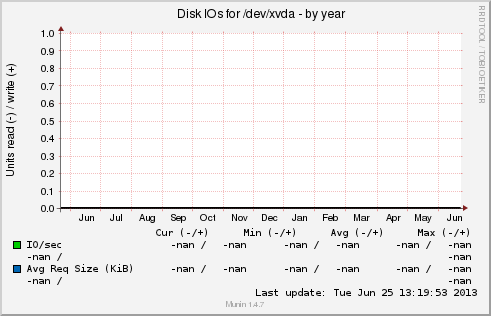 Disk IOs for /dev/xvda - by year
RRDTOOL / TOBI OETIKER
Units read (-) / write (+)
1.0
0.9
0.8
0.7
0.6
0.5
0.4
0.3
0.2
0.1
0.0
Jun Jul Aug Sep Oct Nov Dec Jan Feb Mar Apr May Jun
Cur (-/+) Min (-/+) Avg (-/+) Max (-/+)
IO/sec -nan / -nan -nan / -nan -nan / -nan
-nan / -nan
Avg Req Size (KiB) -nan / -nan -nan / -nan -nan / -nan
-nan / -nan
Last update: Tue Jun 25 13:19:53 2013
Munin 1.4.7